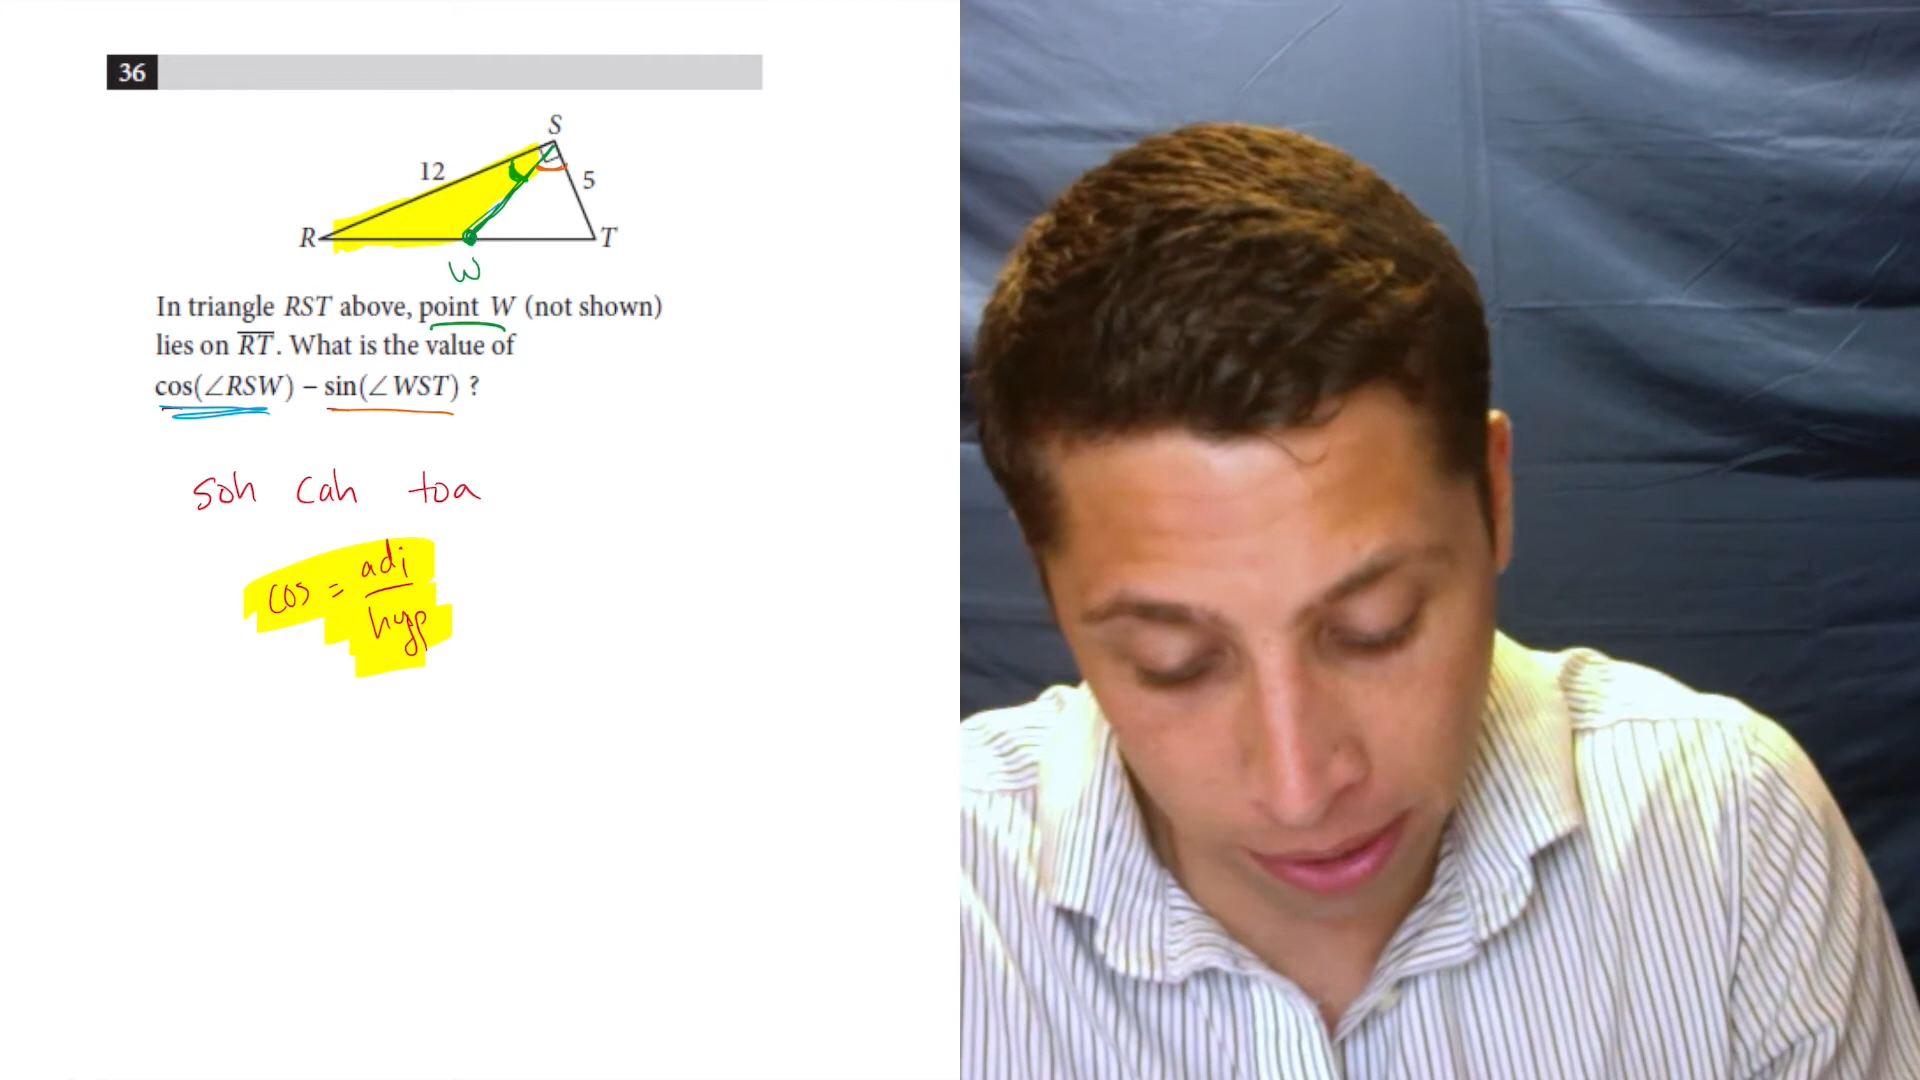 36
S
12
5
R
T
W
In triangle RST above, point W (not shown)
lies on RT. What is the value of
cos(∠RSW) – sin(∠WST) ?
soh cah toa
cos = adj
hyp